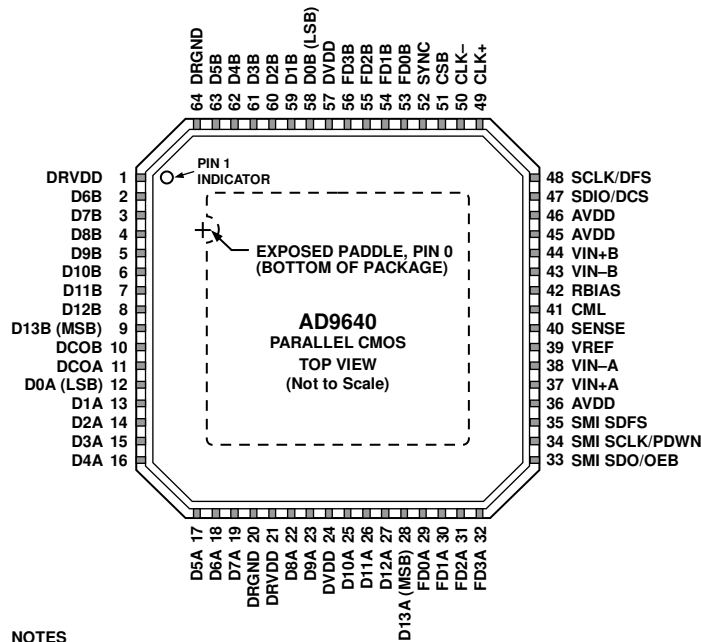 64 DRGND
63 D5B
62 D4B
61 D3B
60 D2B
59 D1B
58 D0B (LSB)
57 DVDD
56 FD3B
55 FD2B
54 FD1B
53 FD0B
52 SYNC
51 CSB
50 CLK–
49 CLK+
PIN 1
INDICATOR
DRVDD 1
D6B 2
D7B 3
D8B 4
D9B 5
D10B 6
D11B 7
D12B 8
D13B (MSB) 9
DCOB 10
DCOA 11
D0A (LSB) 12
D1A 13
D2A 14
D3A 15
D4A 16
EXPOSED PADDLE, PIN 0
(BOTTOM OF PACKAGE)
AD9640
PARALLEL CMOS
TOP VIEW
(Not to Scale)
48 SCLK/DFS
47 SDIO/DCS
46 AVDD
45 AVDD
44 VIN+B
43 VIN–B
42 RBIAS
41 CML
40 SENSE
39 VREF
38 VIN–A
37 VIN+A
36 AVDD
35 SMI SDFS
34 SMI SCLK/PDWN
33 SMI SDO/OEB
D5A 17
D6A 18
D7A 19
DRGND 20
DRVDD 21
D8A 22
D9A 23
DVDD 24
D10A 25
D11A 26
D12A 27
D13A (MSB) 28
FD0A 29
FD1A 30
FD2A 31
FD3A 32
NOTES